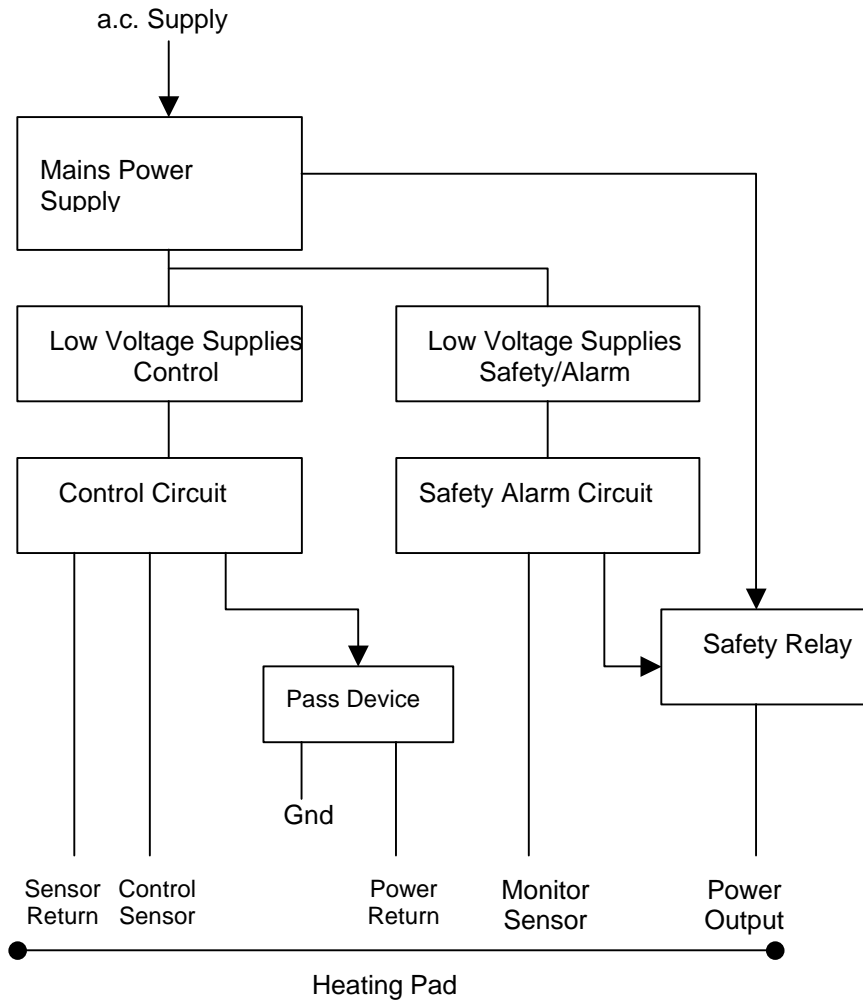 a.c. Supply
Mains Power
Supply
Low Voltage Supplies
Control
Low Voltage Supplies
Safety/Alarm
Control Circuit
Safety Alarm Circuit
Safety Relay
Pass Device
Gnd
Sensor
Return
Control
Sensor
Power
Return
Monitor
Sensor
Power
Output
Heating Pad